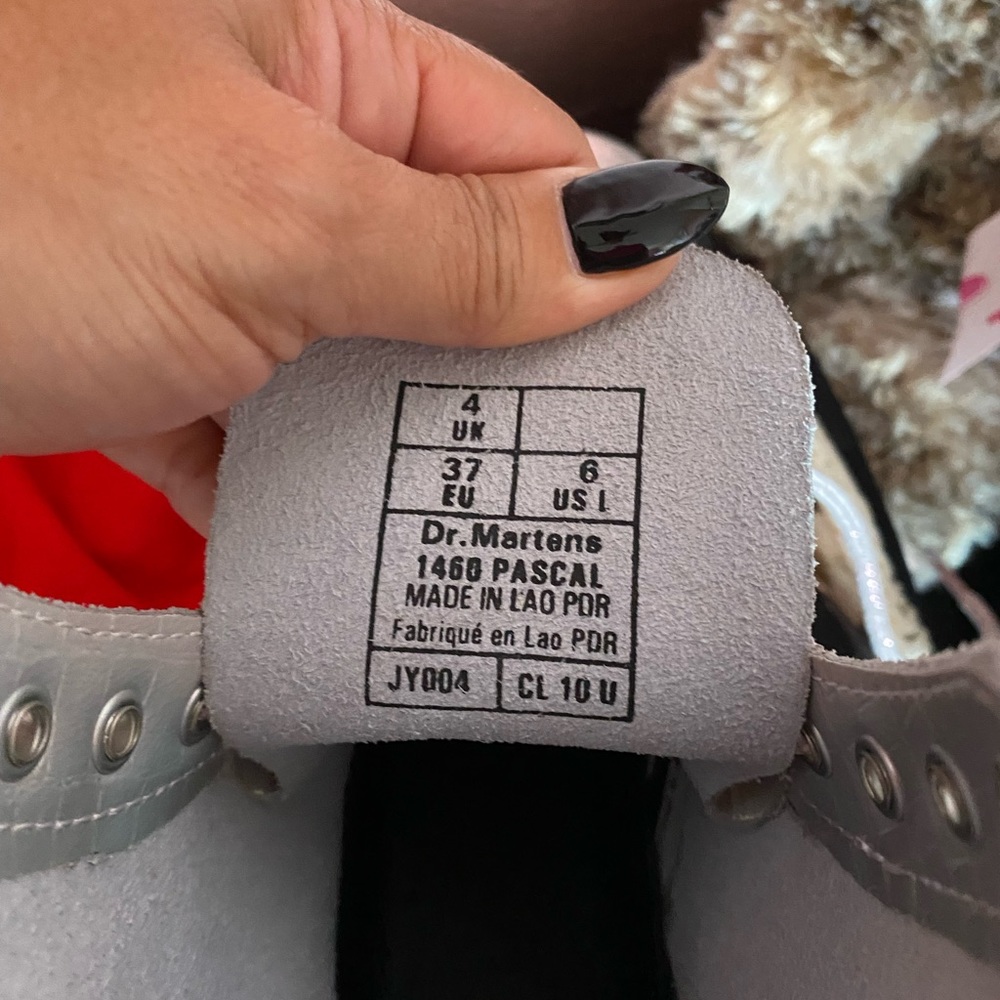 4
UK
37
EU
6
US L
Dr.Martens
1460 PASCAL
MADE IN LAO PDR
Fabriqué en Lao PDR
JY004
CL 10 U